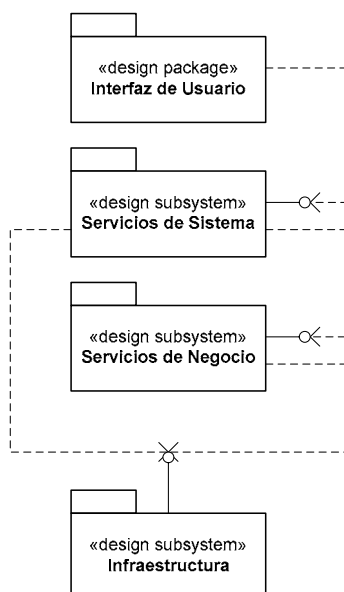 «design package»
Interfaz de Usuario
«design subsystem»
Servicios de Sistema
«design subsystem»
Servicios de Negocio
«design subsystem»
Infraestructura